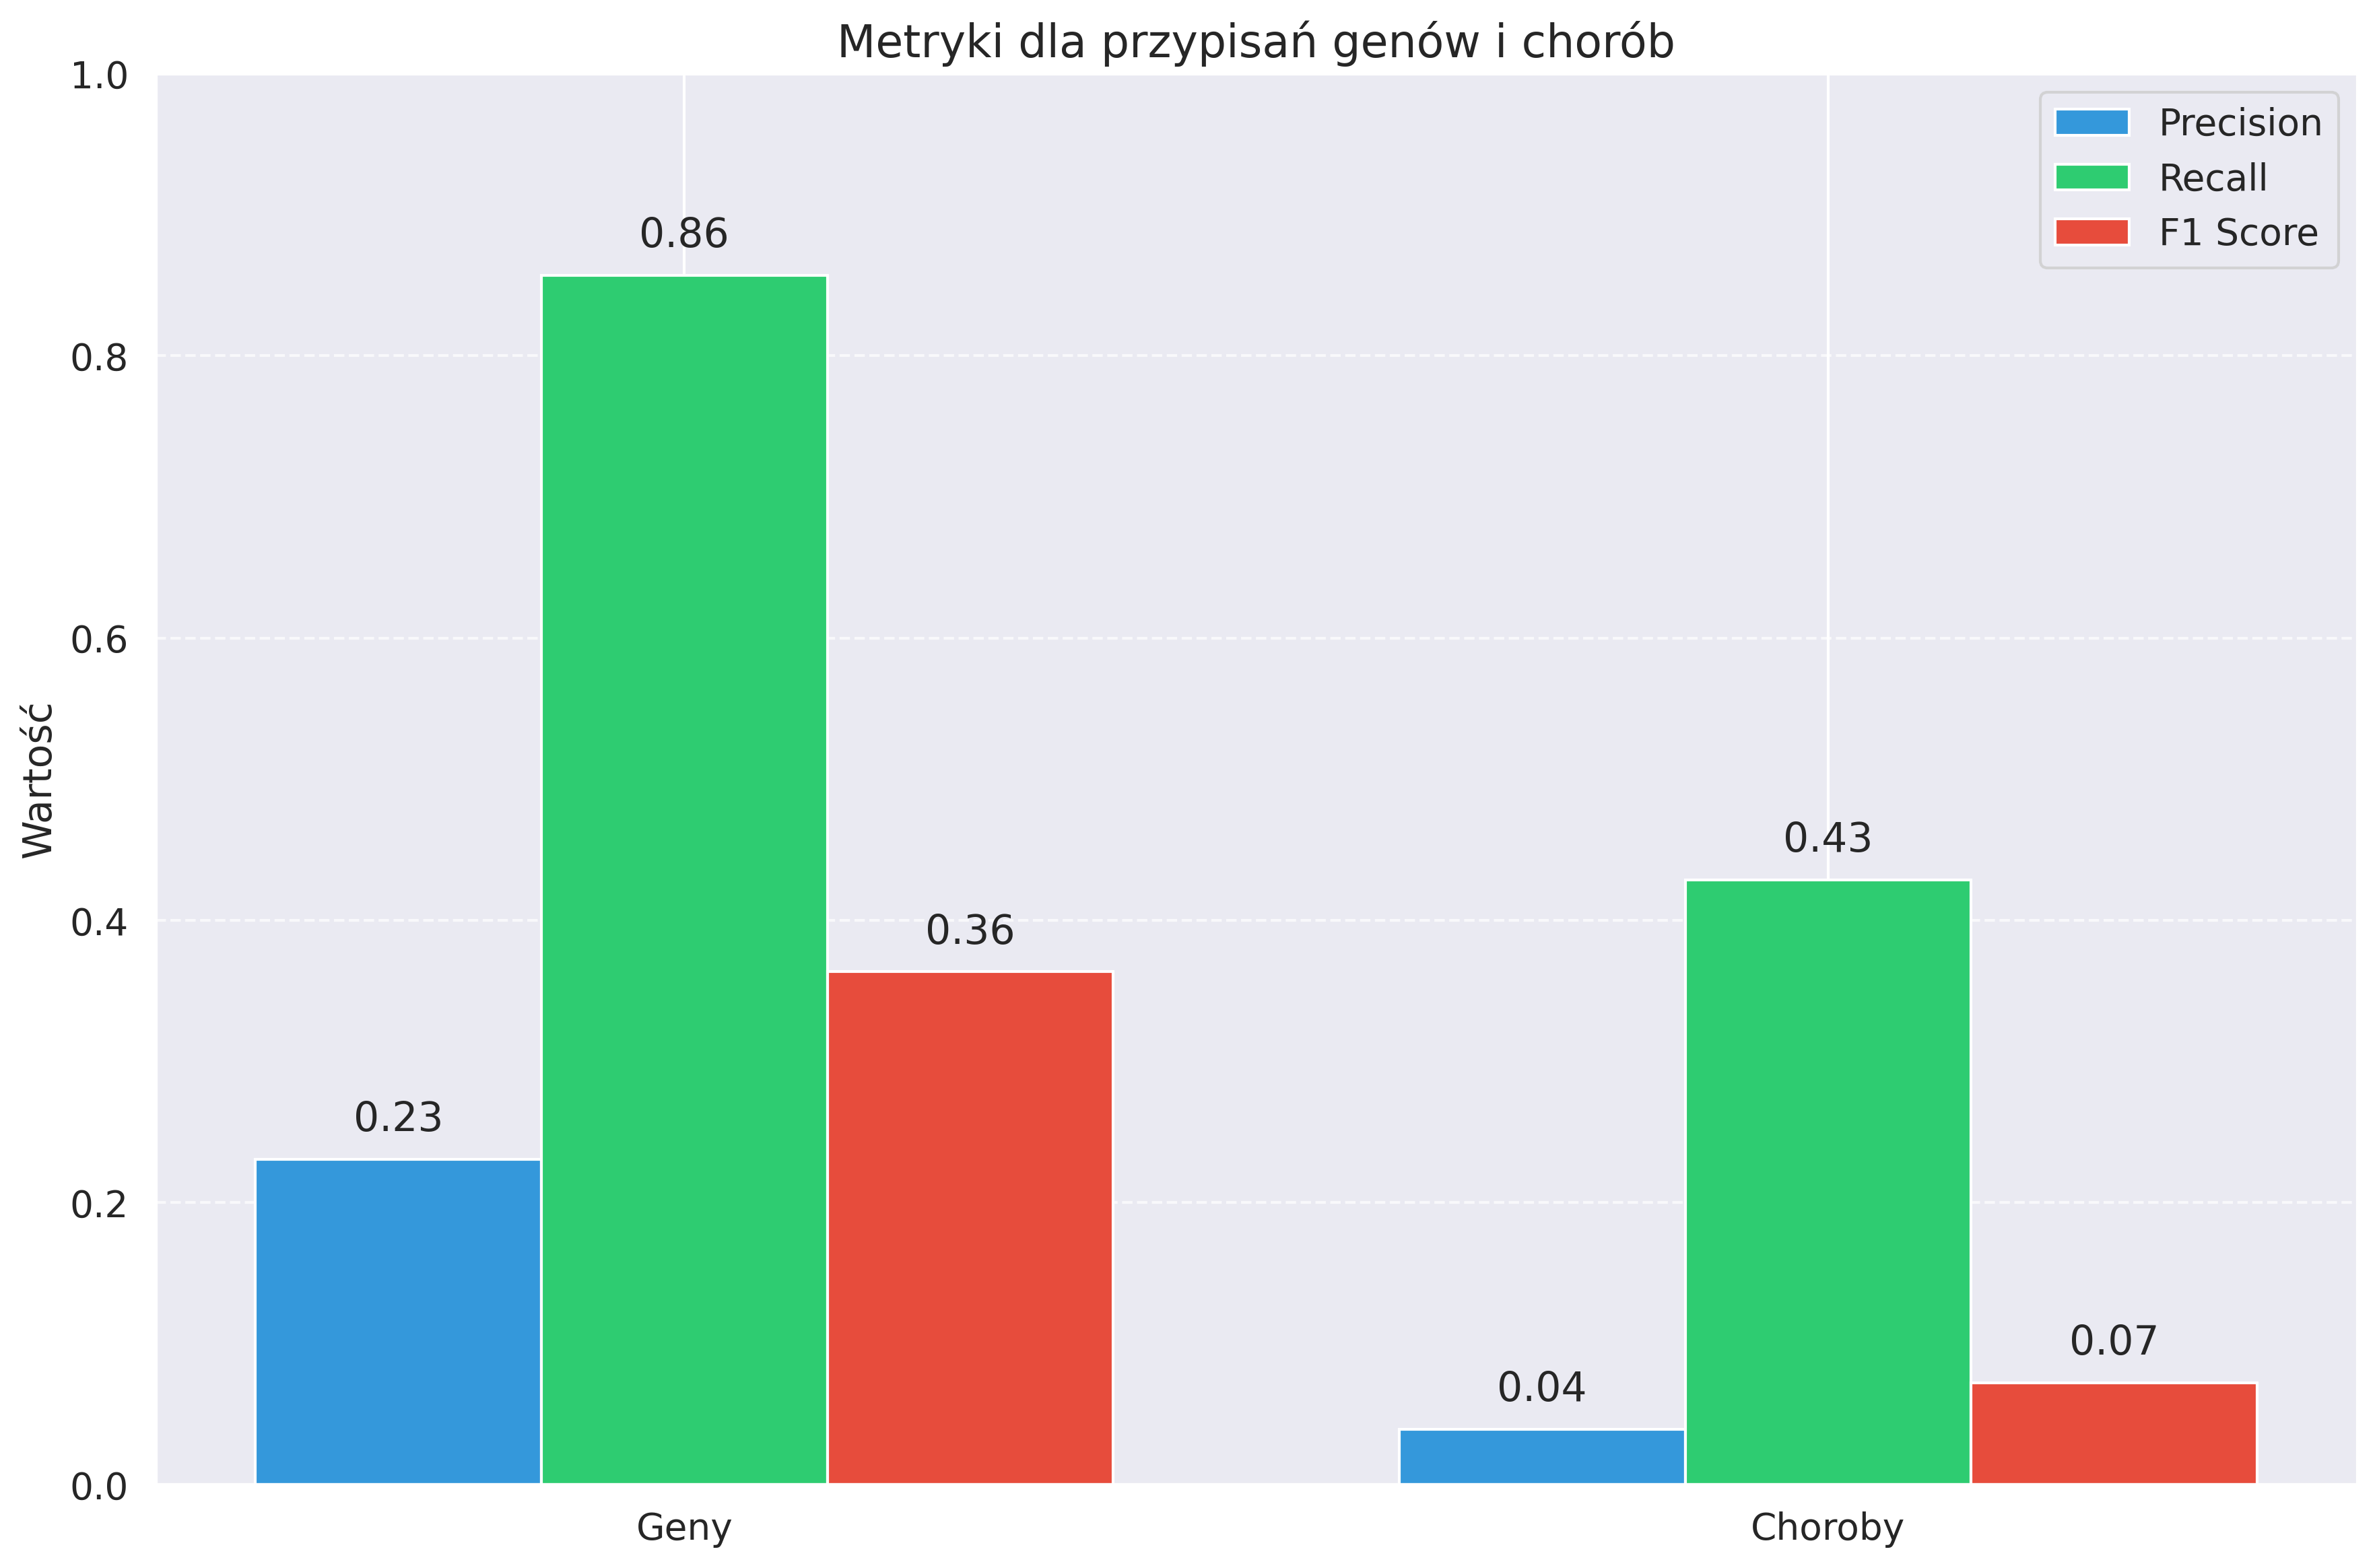 Metryki dla przypisań genów i chorób
1.0
0.8
0.6
0.4
0.2
0.0
Wartość
Precision
Recall
F1 Score
0.23
0.86
0.36
0.04
0.43
0.07
Geny
Choroby